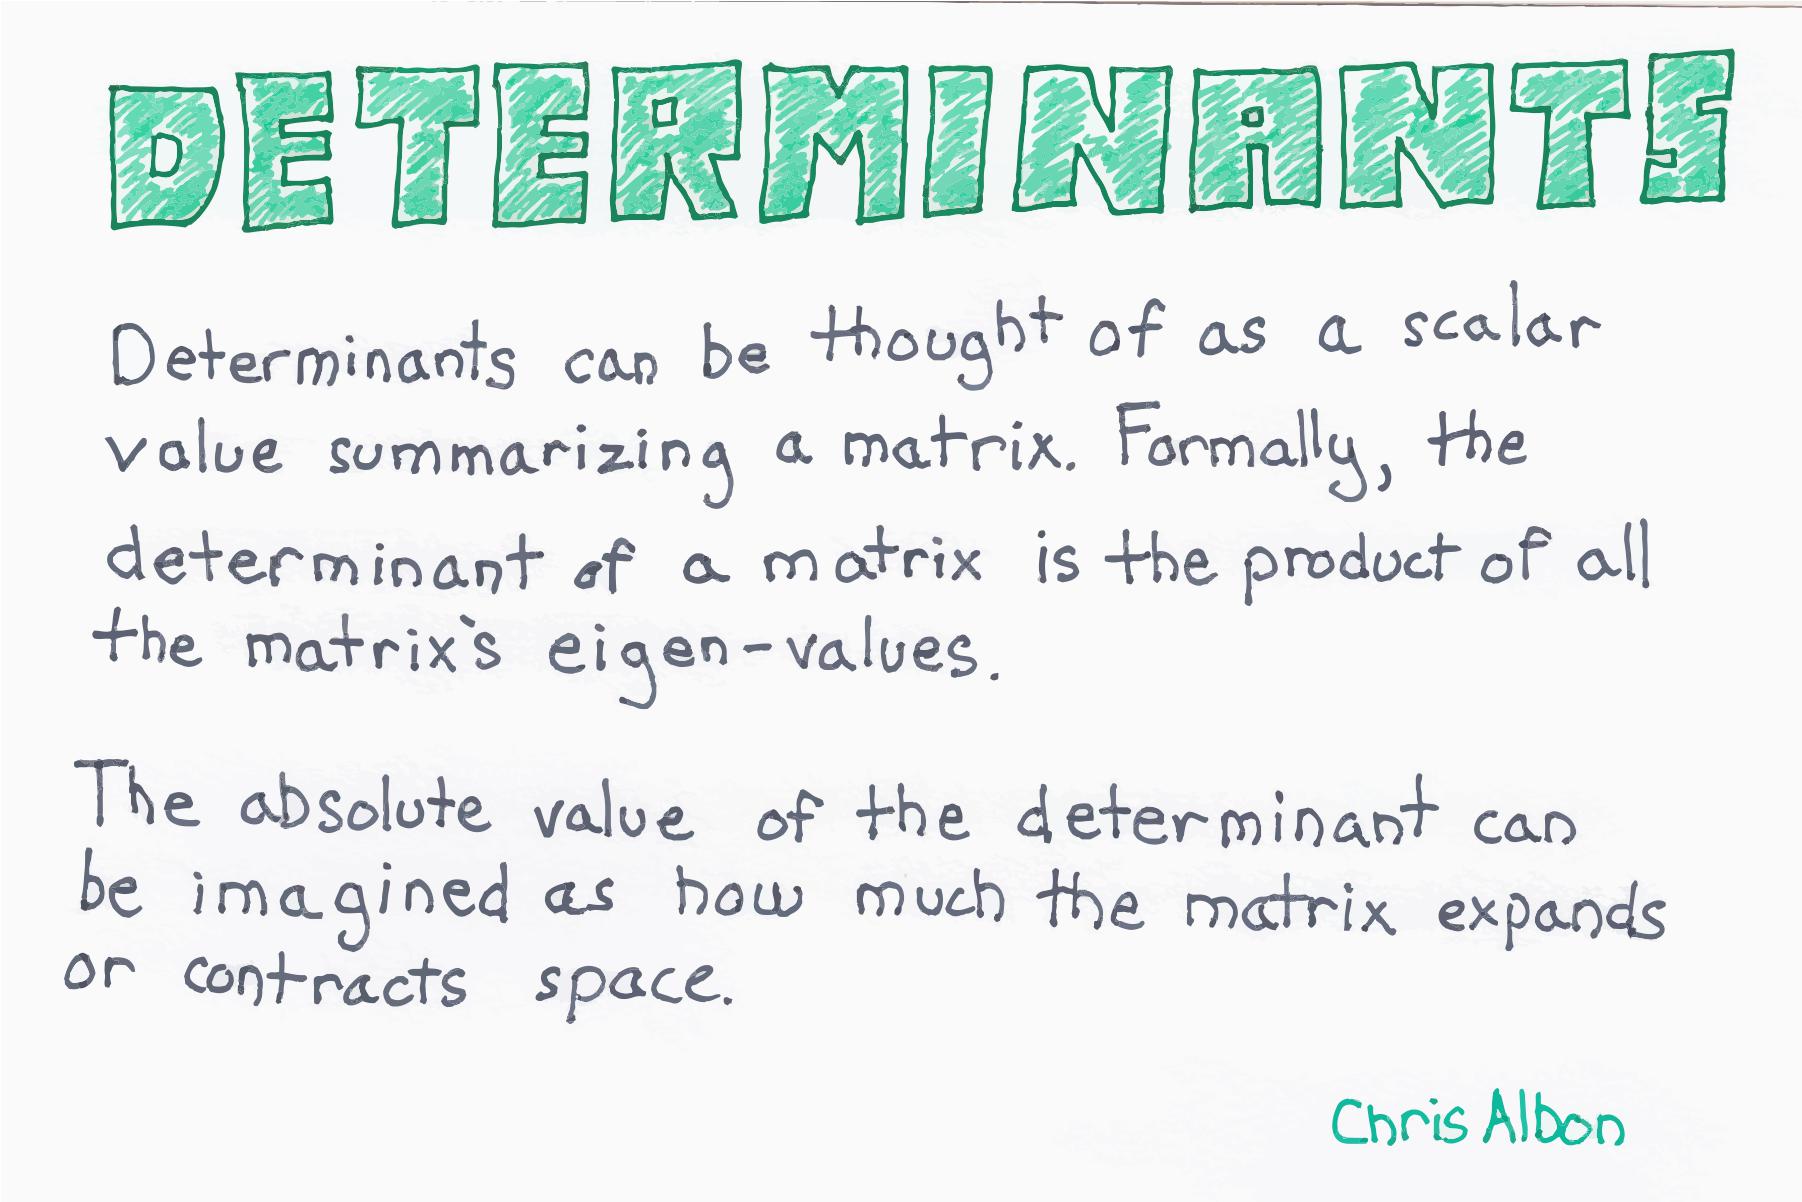 DETERMINANTS
Determinants can be thought of as a scalar
value summarizing a matrix. Formally, the
determinant of a matrix is the product of all
the matrix's eigen-values.
The absolute value of the determinant can
be imagined as how much the matrix expands
or contracts space.
Chris Albon